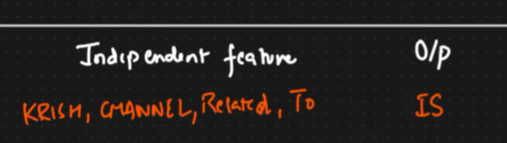 Independent feature O/p
KRISH, CHANNEL, Related, To IS